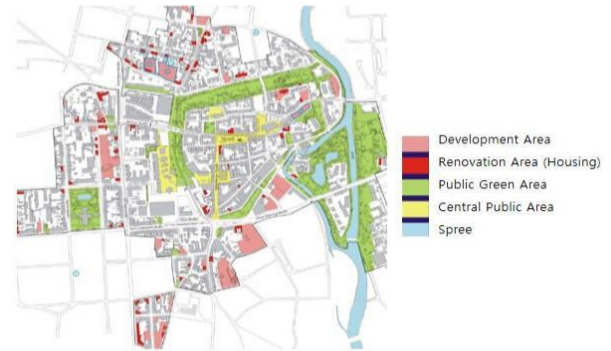 Development Area
Renovation Area (Housing)
Public Green Area
Central Public Area
Spree